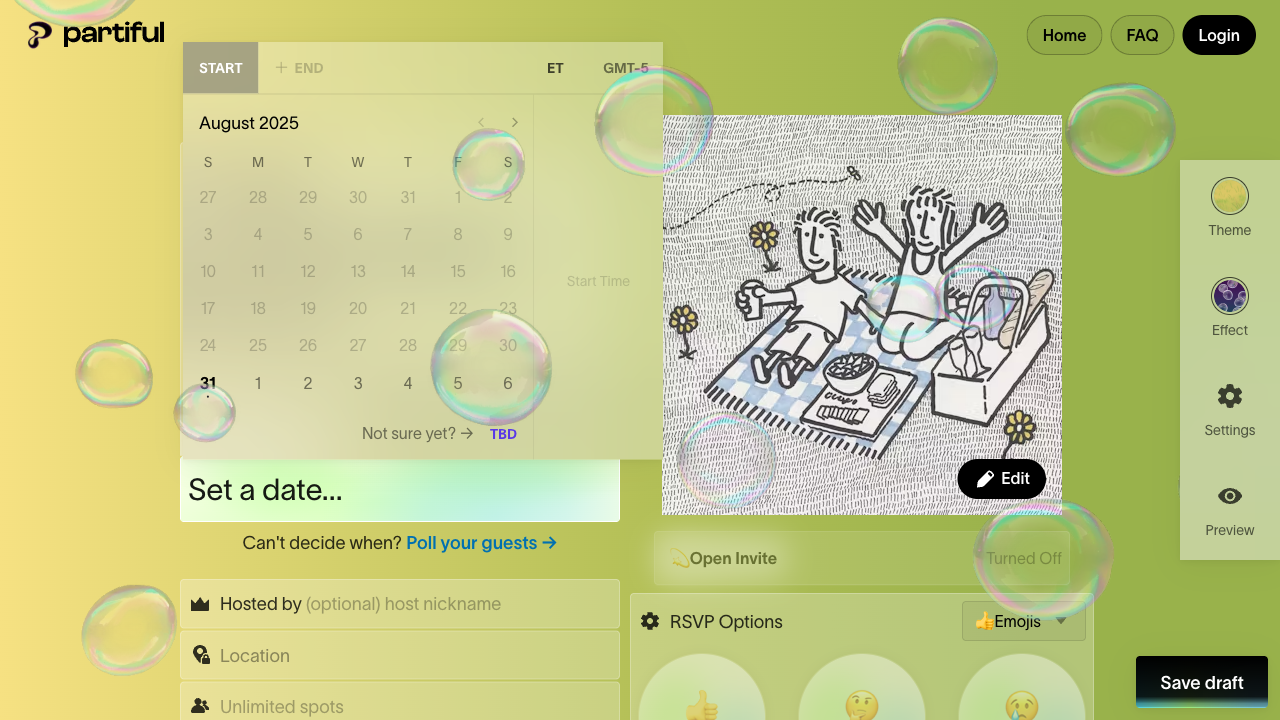 partiful
Home
FAQ
Login
START
END
ET
GMT-5
August 2025
S M T W T F S
27 28 29 30 31 1 2
3 4 5 6 7 8 9
10 11 12 13 14 15 16
17 18 19 20 21 22 23
24 25 26 27 28 29 30
31 1 2 3 4 5 6
Start Time
Not sure yet? →
TBD
Set a date...
Can't decide when? Poll your guests →
Hosted by (optional) host nickname
Location
Unlimited spots
Edit
💫Open Invite
Turned Off
RSVP Options
👍Emojis
Theme
Effect
Settings
Preview
Save draft